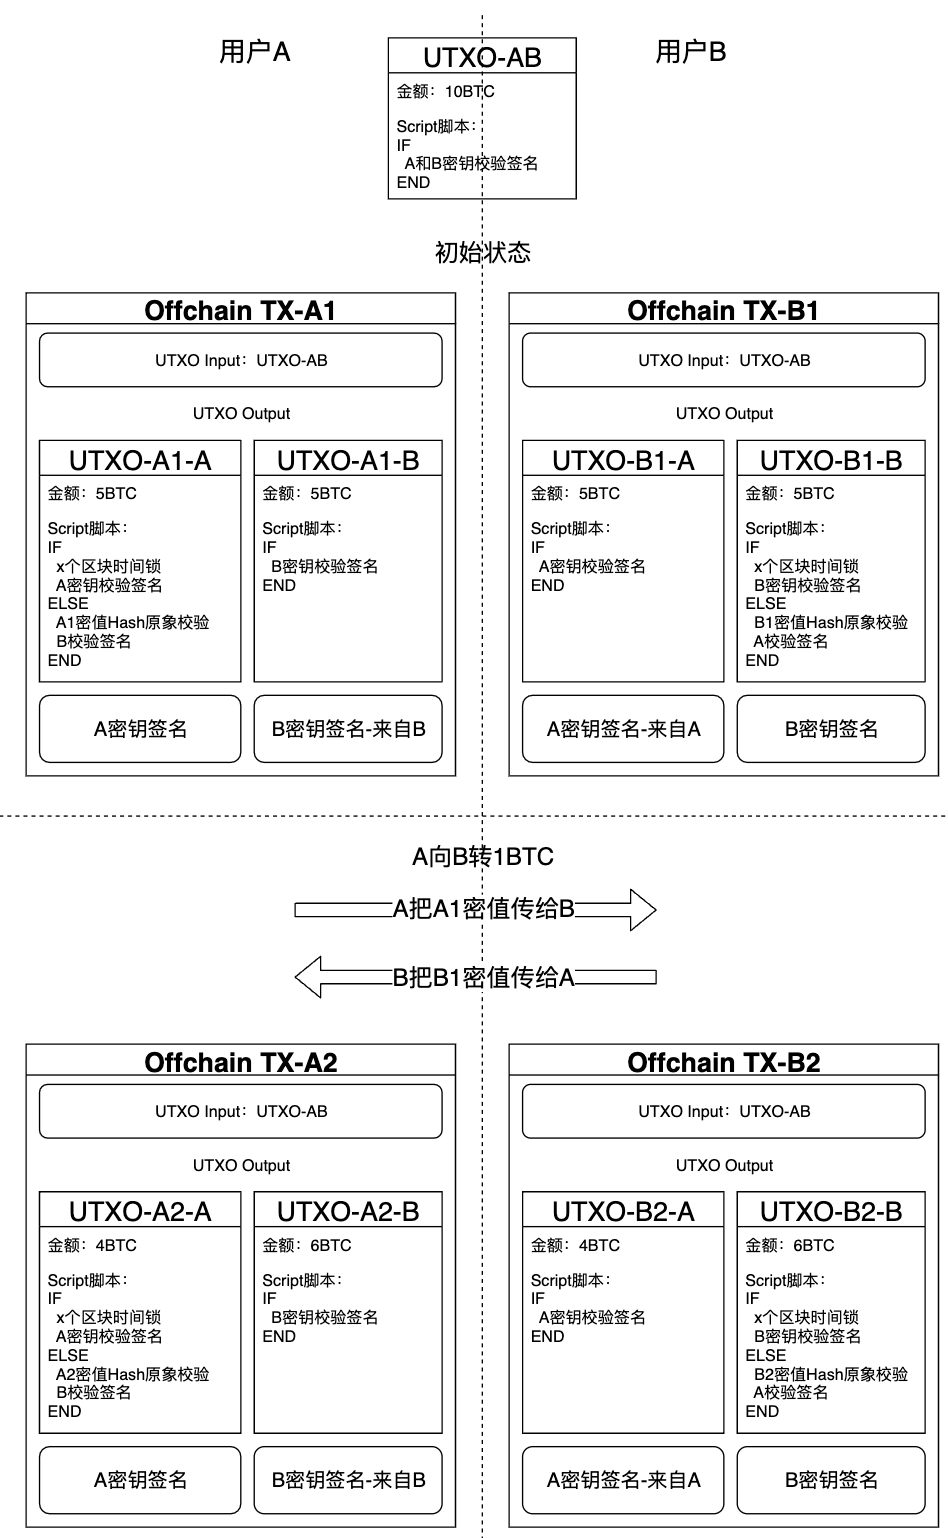 用户A
UTXO-AB
用户B
金额：10BTC
Script脚本：
IF
A和B密钥校验签名
END
初始状态
Offchain TX-A1
UTXO Input：UTXO-AB
UTXO Output
UTXO-A1-A
金额：5BTC
Script脚本：
IF
x个区块时间锁
A密钥校验签名
ELSE
A1密值Hash原象校验
B校验签名
END
UTXO-A1-B
金额：5BTC
Script脚本：
IF
B密钥校验签名
END
A密钥签名
B密钥签名-来自B
Offchain TX-B1
UTXO Input：UTXO-AB
UTXO Output
UTXO-B1-A
金额：5BTC
Script脚本：
IF
A密钥校验签名
END
UTXO-B1-B
金额：5BTC
Script脚本：
IF
x个区块时间锁
B密钥校验签名
ELSE
B1密值Hash原象校验
A校验签名
END
A密钥签名-来自A
B密钥签名
A向B转1BTC
A把A1密值传给B
B把B1密值传给A
Offchain TX-A2
UTXO Input：UTXO-AB
UTXO Output
UTXO-A2-A
金额：4BTC
Script脚本：
IF
x个区块时间锁
A密钥校验签名
ELSE
A2密值Hash原象校验
B校验签名
END
UTXO-A2-B
金额：6BTC
Script脚本：
IF
B密钥校验签名
END
A密钥签名
B密钥签名-来自B
Offchain TX-B2
UTXO Input：UTXO-AB
UTXO Output
UTXO-B2-A
金额：4BTC
Script脚本：
IF
A密钥校验签名
END
UTXO-B2-B
金额：6BTC
Script脚本：
IF
x个区块时间锁
B密钥校验签名
ELSE
B2密值Hash原象校验
A校验签名
END
A密钥签名-来自A
B密钥签名